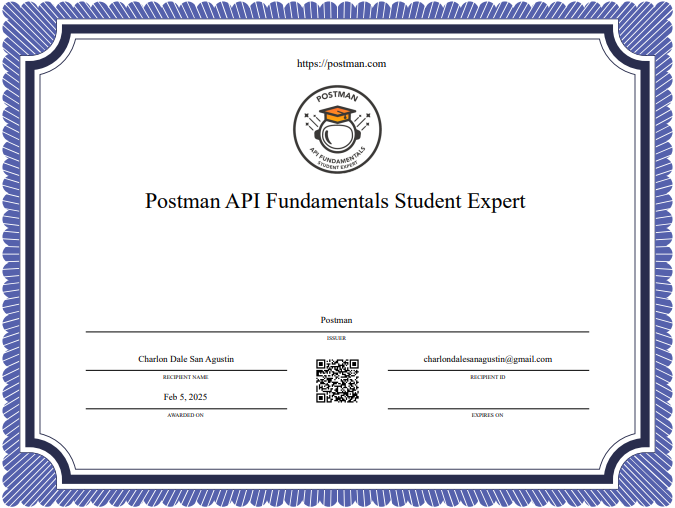 https://postman.com
POSTMAN
API FUNDAMENTALS
STUDENT EXPERT
Postman API Fundamentals Student Expert
Postman
ISSUER
Charlon Dale San Agustin
RECIPIENT NAME
charlondalesanagustin@gmail.com
RECIPIENT ID
Feb 5, 2025
AWARDED ON
EXPIRES ON